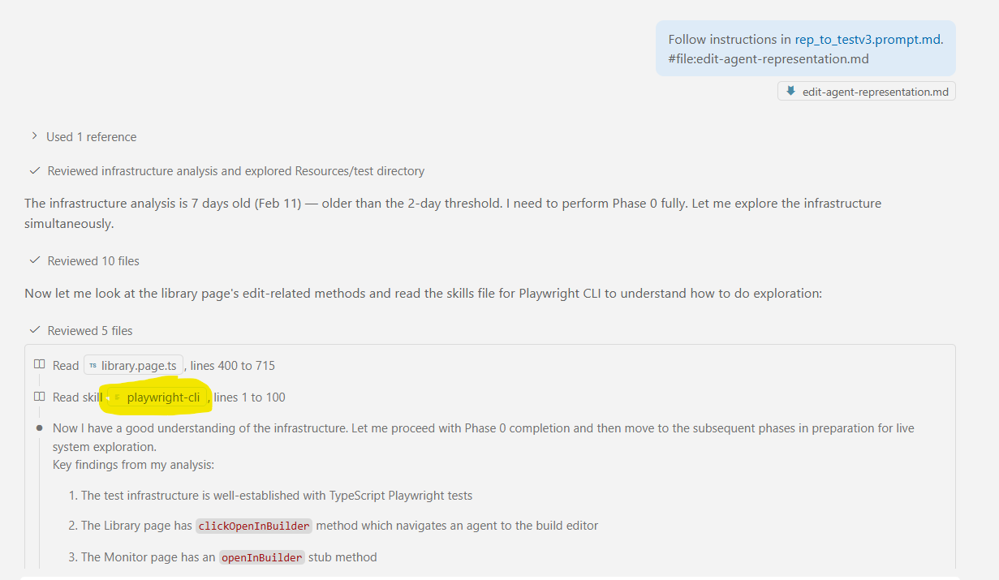 Follow instructions in rep_to_testv3.prompt.md.
#file:edit-agent-representation.md
edit-agent-representation.md
Used 1 reference
Reviewed infrastructure analysis and explored Resources/test directory
The infrastructure analysis is 7 days old (Feb 11) — older than the 2-day threshold. I need to perform Phase 0 fully. Let me explore the infrastructure
simultaneously.
Reviewed 10 files
Now let me look at the library page's edit-related methods and read the skills file for Playwright CLI to understand how to do exploration:
Reviewed 5 files
Read TS library.page.ts , lines 400 to 715
Read skill playwright-cli , lines 1 to 100
Now I have a good understanding of the infrastructure. Let me proceed with Phase 0 completion and then move to the subsequent phases in preparation for live
system exploration.
Key findings from my analysis:
1. The test infrastructure is well-established with TypeScript Playwright tests
2. The Library page has clickOpenInBuilder method which navigates an agent to the build editor
3. The Monitor page has an openInBuilder stub method